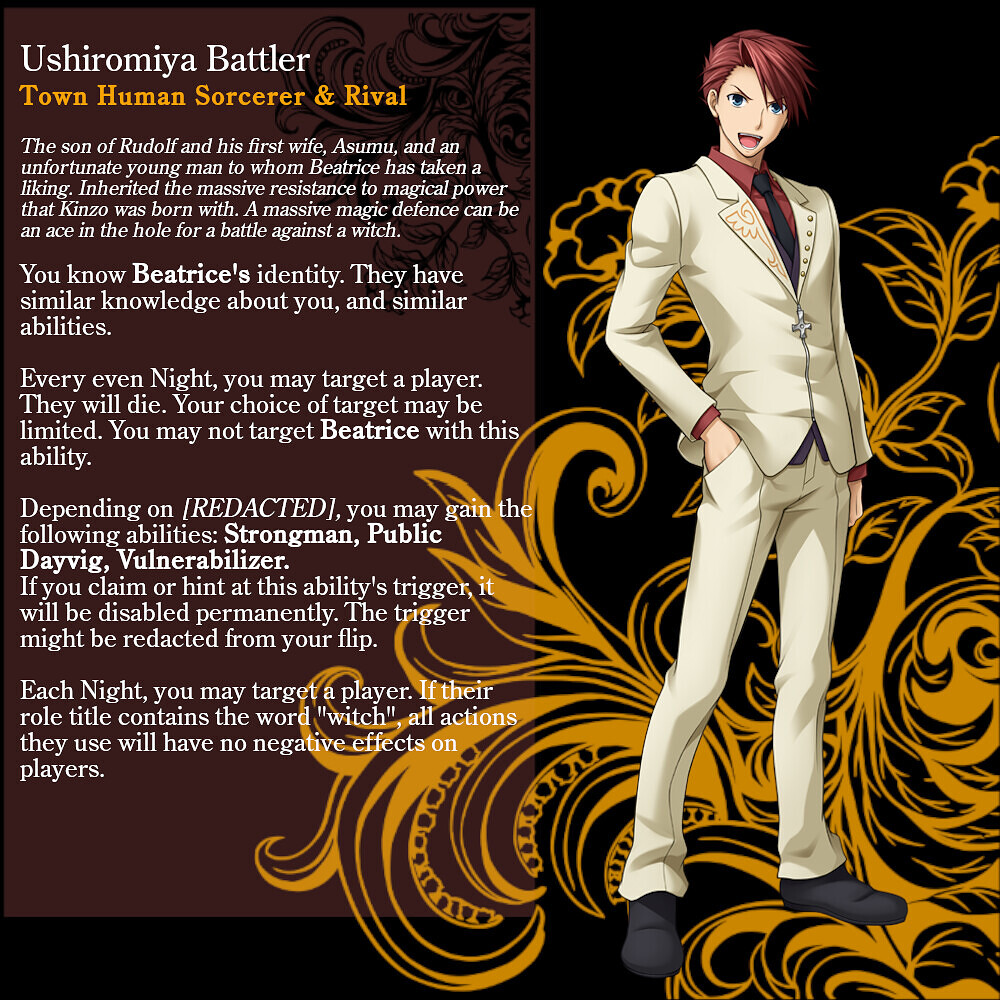 Ushiromiya Battler
Town Human Sorcerer & Rival
The son of Rudolf and his first wife, Asumu, and an
unfortunate young man to whom Beatrice has taken a
liking. Inherited the massive resistance to magical power
that Kinzo was born with. A massive magic defence can be
an ace in the hole for a battle against a witch.
You know Beatrice's identity. They have
similar knowledge about you, and similar
abilities.
Every even Night, you may target a player.
They will die. Your choice of target may be
limited. You may not target Beatrice with this
ability.
Depending on [REDACTED], you may gain the
following abilities: Strongman, Public
Dayvig, Vulnerabilizer.
If you claim or hint at this ability's trigger, it
will be disabled permanently. The trigger
might be redacted from your flip.
Each Night, you may target a player. If their
role title contains the word "witch", all actions
they use will have no negative effects on
players.